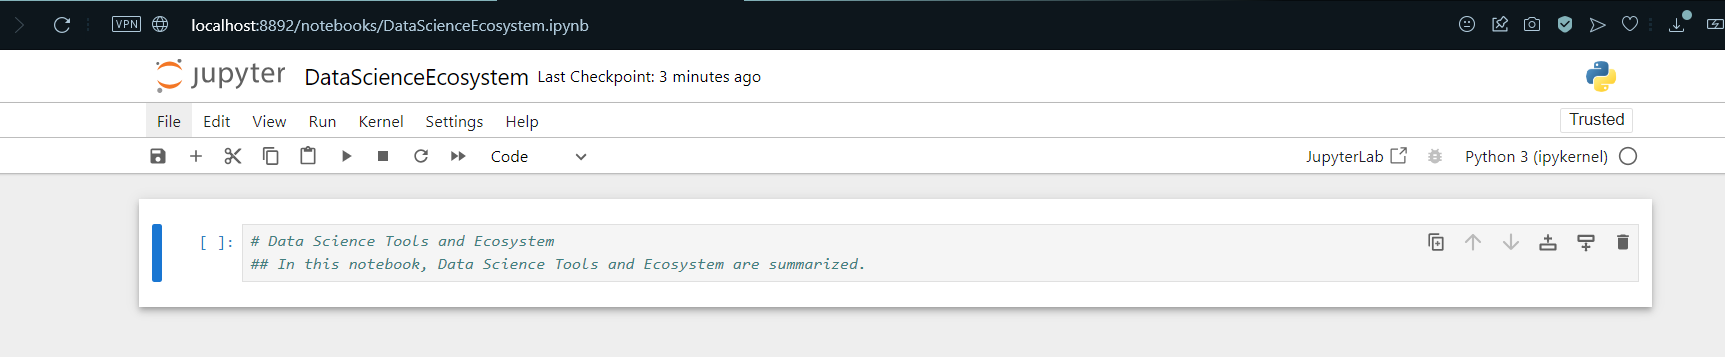 VPN localhost:8892/notebooks/DataScienceEcosystem.ipynb
jupyter DataScienceEcosystem Last Checkpoint: 3 minutes ago
File Edit View Run Kernel Settings Help Trusted
Code JupyterLab Python 3 (ipykernel)
[ ]: # Data Science Tools and Ecosystem
## In this notebook, Data Science Tools and Ecosystem are summarized.